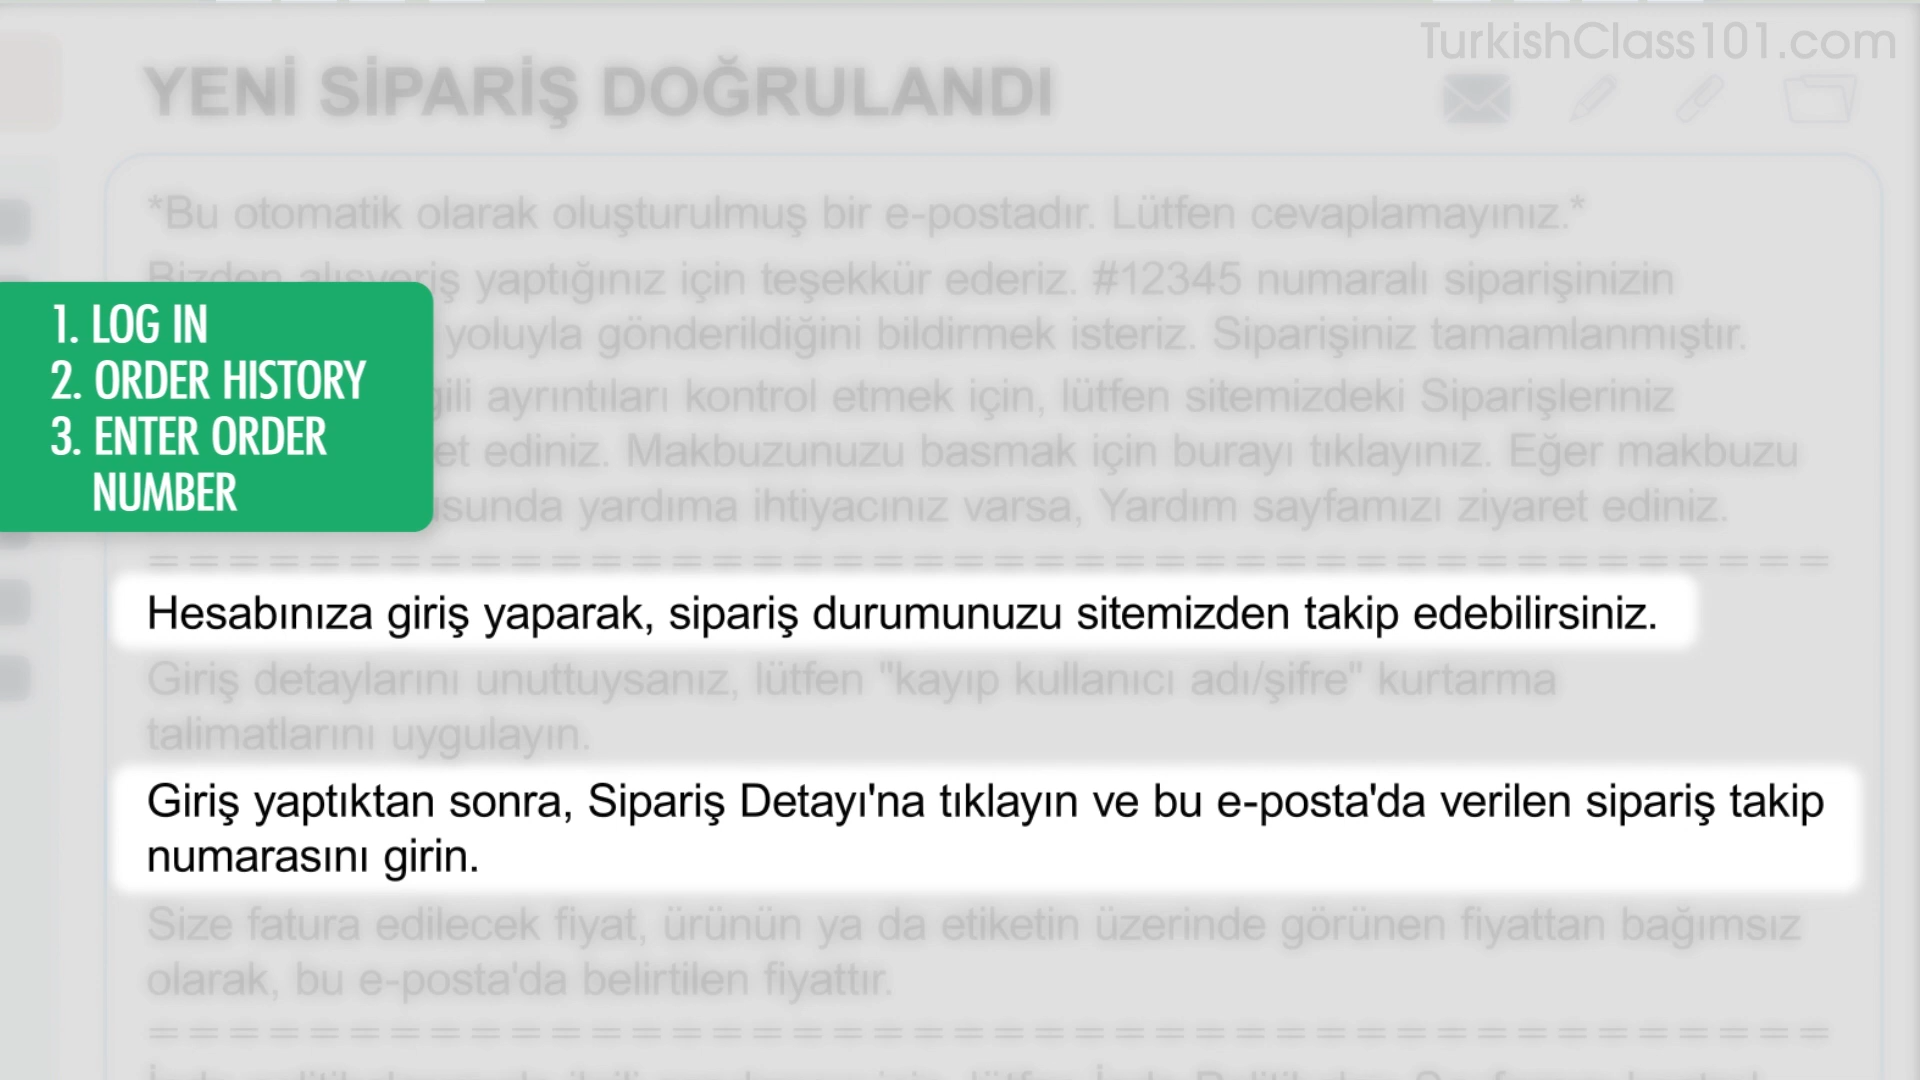 TurkishClass101.com
YENİ SİPARİŞ DOĞRULANDI
*Bu otomatik olarak oluşturulmuş bir e-postadır. Lütfen cevaplamayınız.*
Bizden alışveriş yaptığınız için teşekkür ederiz. #12345 numaralı siparişinizin
yoluyla gönderildiğini bildirmek isteriz. Siparişiniz tamamlanmıştır.
ayrıntıları kontrol etmek için, lütfen sitemizdeki Siparişleriniz
ediniz. Makbuzunuzu basmak için burayı tıklayınız. Eğer makbuzu
yardıma ihtiyacınız varsa, Yardım sayfamızı ziyaret ediniz.
1. LOG IN
2. ORDER HISTORY
3. ENTER ORDER
NUMBER
Hesabınıza giriş yaparak, sipariş durumunuzu sitemizden takip edebilirsiniz.
Giriş detaylarını unuttuysanız, lütfen "kayıp kullanıcı adı/şifre" kurtarma
talimatlarını uygulayın.
Giriş yaptıktan sonra, Sipariş Detayı'na tıklayın ve bu e-posta'da verilen sipariş takip
numarasını girin.
Size fatura edilecek fiyat, ürünün ya da etiketin üzerinde görünen fiyattan bağımsız
olarak, bu e-posta'da belirtilen fiyattır.